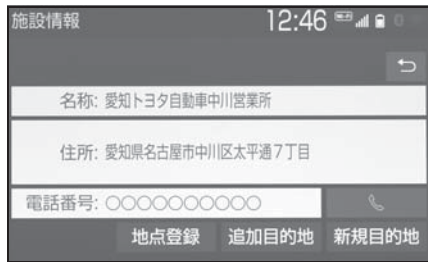 施設情報 12:46
名称: 愛知トヨタ自動車中川営業所
住所: 愛知県名古屋市中川区太平通7丁目
電話番号: ○○○○○○○○○○
地点登録 追加目的地 新規目的地